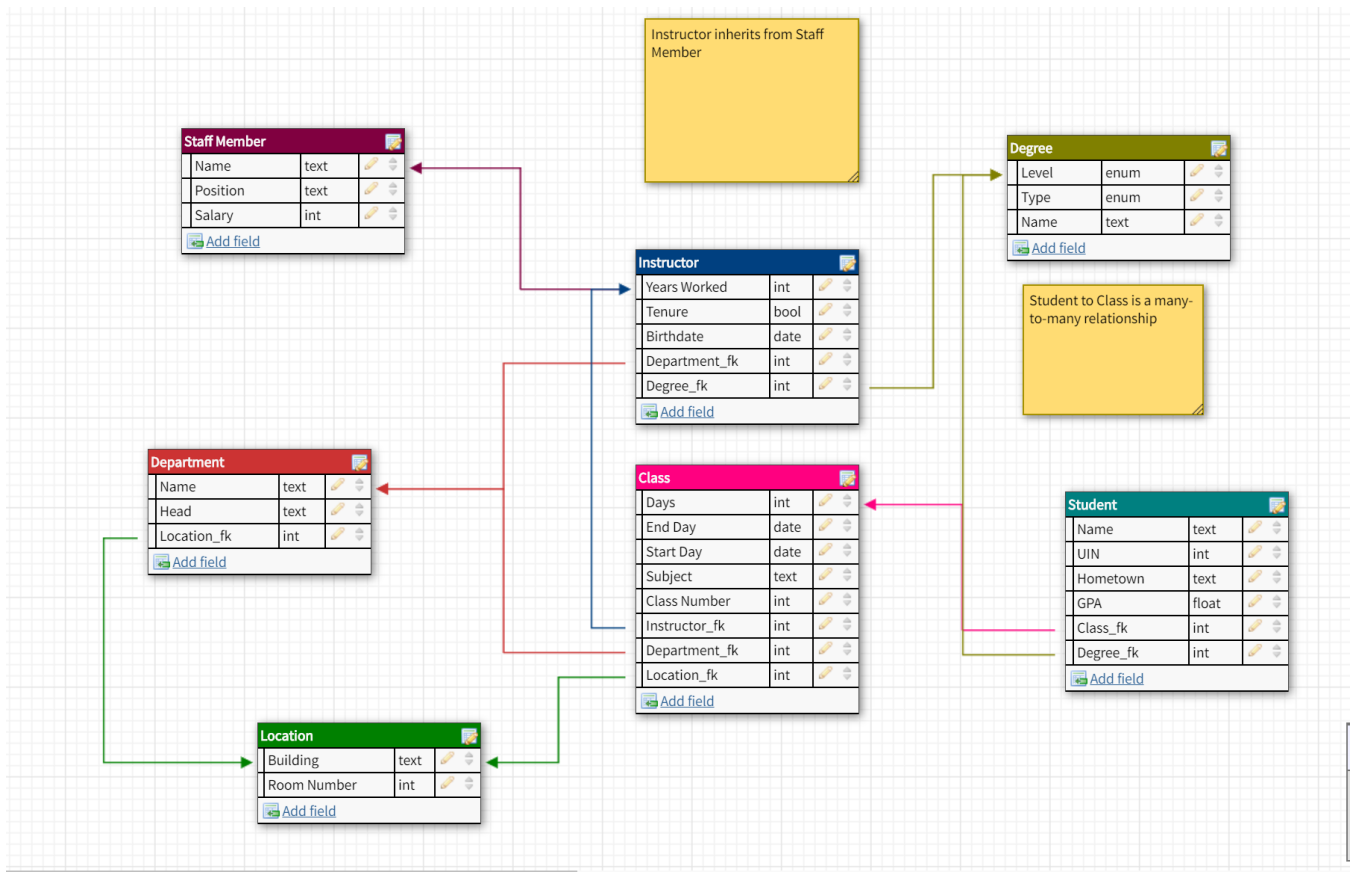 Instructor inherits from Staff
Member
Staff Member
Name text
Position text
Salary int
Add field
Degree
Level enum
Type enum
Name text
Add field
Instructor
Years Worked int
Tenure bool
Birthdate date
Department_fk int
Degree_fk int
Add field
Student to Class is a many-
to-many relationship
Department
Name text
Head text
Location_fk int
Add field
Class
Days int
End Day date
Start Day date
Subject text
Class Number int
Instructor_fk int
Department_fk int
Location_fk int
Add field
Student
Name text
UIN int
Hometown text
GPA float
Class_fk int
Degree_fk int
Add field
Location
Building text
Room Number int
Add field